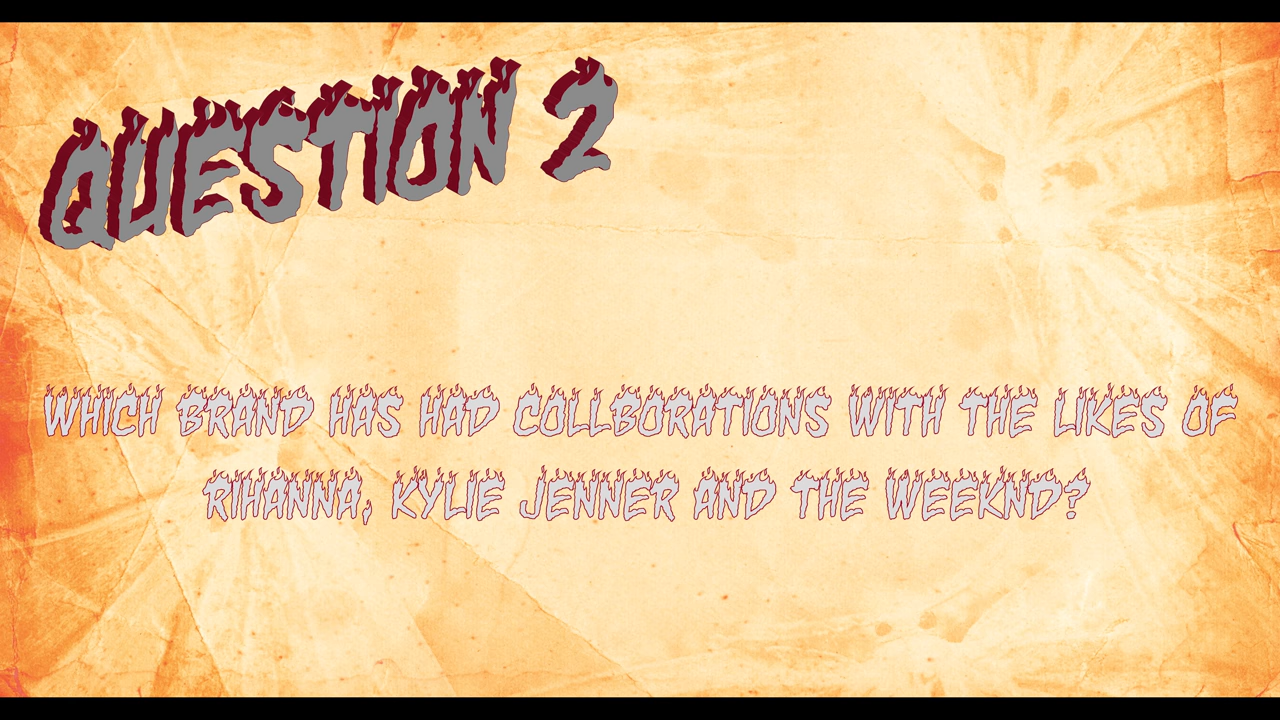 QUESTION 2
WHICH BRAND HAS HAD COLLBORATIONS WITH THE LIKES OF
RIHANNA, KYLIE JENNER AND THE WEEKND?